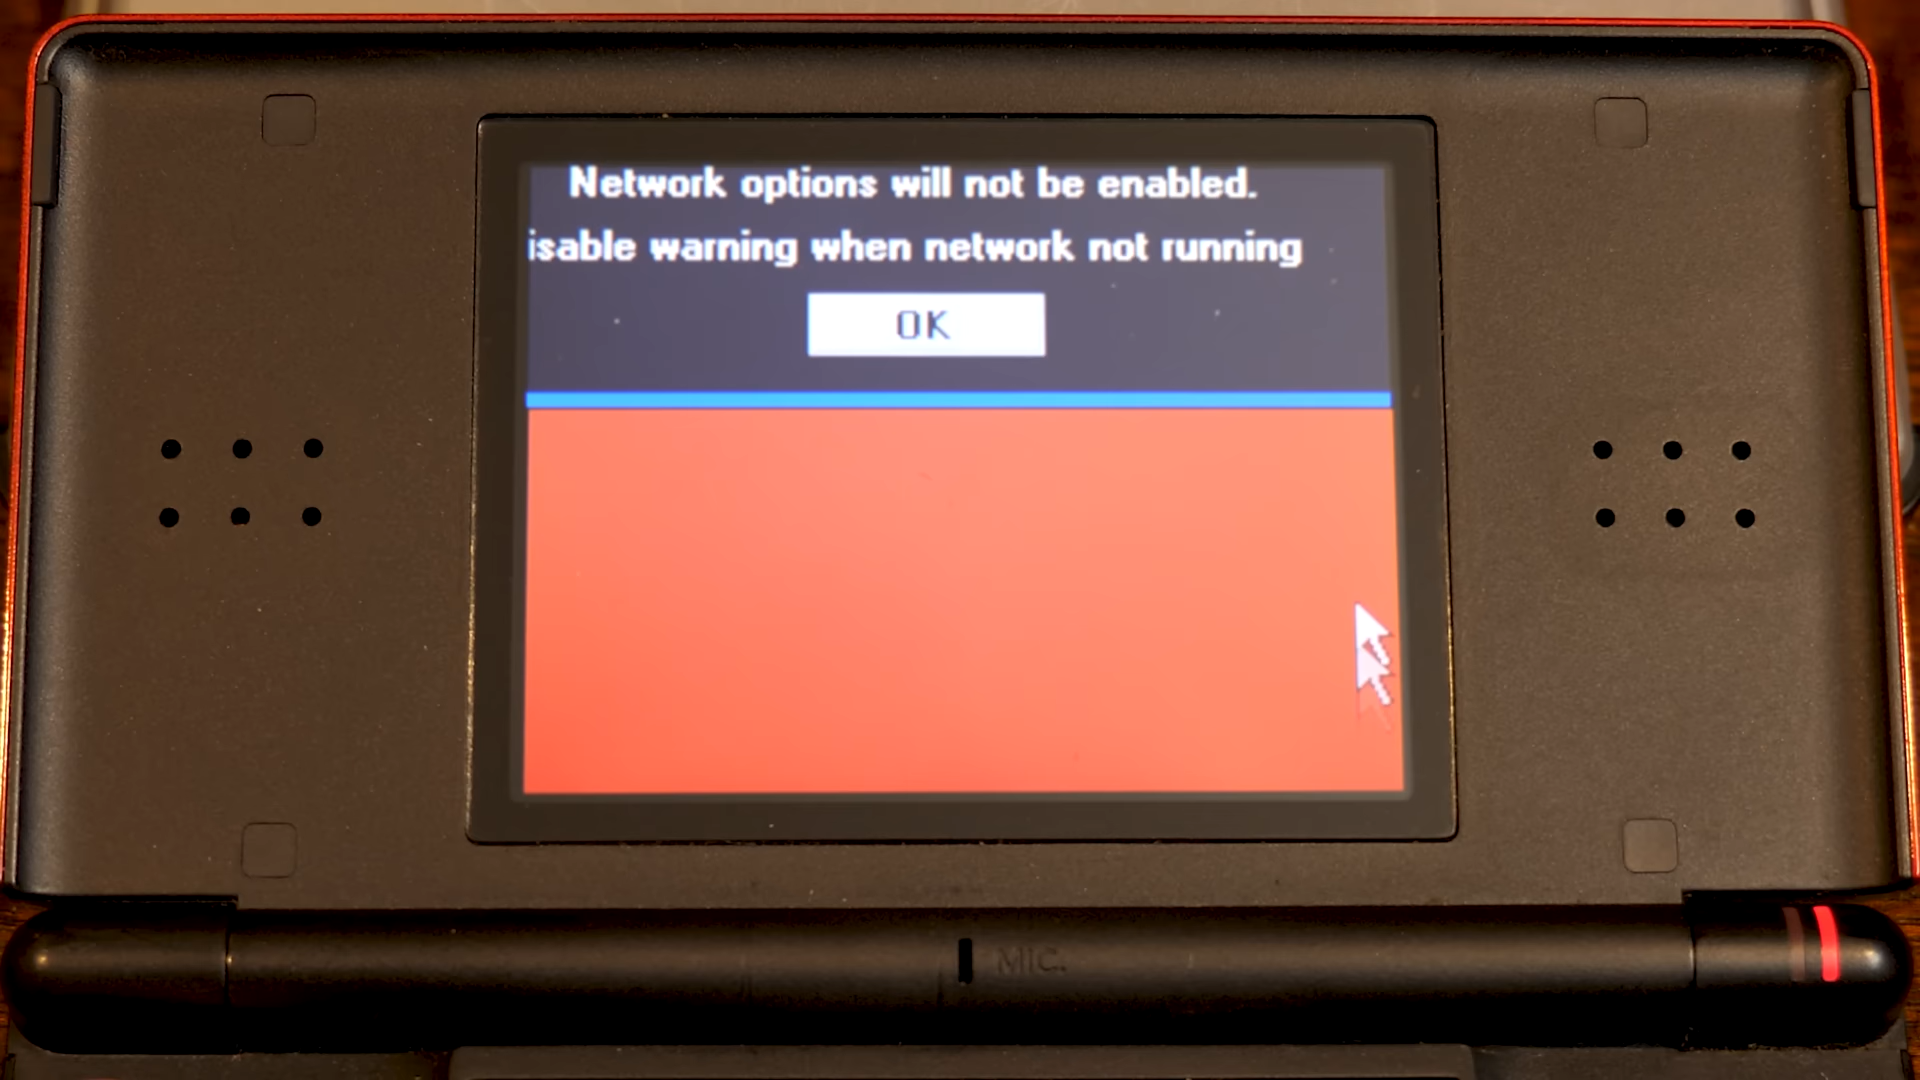 Network options will not be enabled.
isable warning when network not running
OK
MIC.